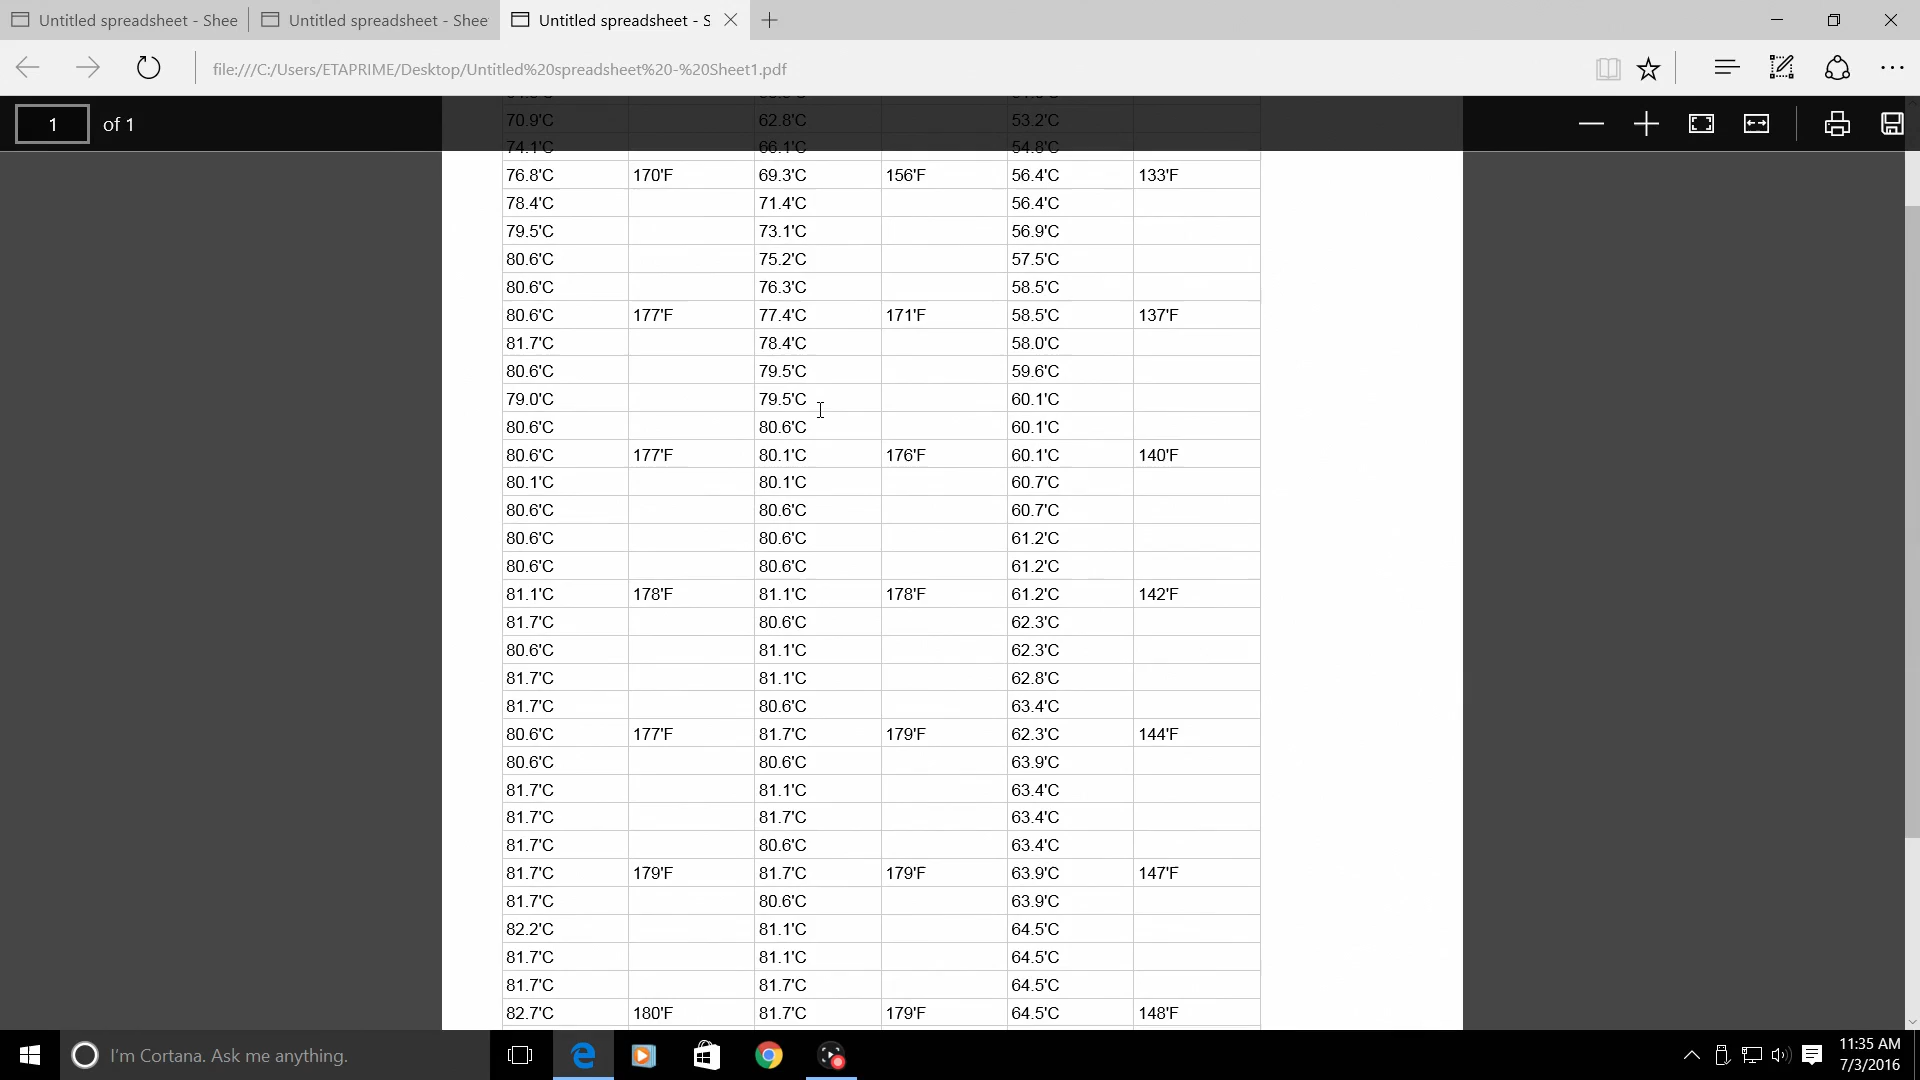 Untitled spreadsheet - Shee
Untitled spreadsheet - Shee
Untitled spreadsheet - S
file:///C:/Users/ETAPRIME/Desktop/Untitled%20spreadsheet%20-%20Sheet1.pdf
1 of 1
70.9'C 62.8'C 53.2'C
74.1'C 66.1'C 54.8'C
76.8'C 170'F 69.3'C 156'F 56.4'C 133'F
78.4'C 71.4'C 56.4'C
79.5'C 73.1'C 56.9'C
80.6'C 75.2'C 57.5'C
80.6'C 76.3'C 58.5'C
80.6'C 177'F 77.4'C 171'F 58.5'C 137'F
81.7'C 78.4'C 58.0'C
80.6'C 79.5'C 59.6'C
79.0'C 79.5'C 60.1'C
80.6'C 80.6'C 60.1'C
80.6'C 177'F 80.1'C 176'F 60.1'C 140'F
80.1'C 80.1'C 60.7'C
80.6'C 80.6'C 60.7'C
80.6'C 80.6'C 61.2'C
80.6'C 80.6'C 61.2'C
81.1'C 178'F 81.1'C 178'F 61.2'C 142'F
81.7'C 80.6'C 62.3'C
80.6'C 81.1'C 62.3'C
81.7'C 81.1'C 62.8'C
81.7'C 80.6'C 63.4'C
80.6'C 177'F 81.7'C 179'F 62.3'C 144'F
80.6'C 80.6'C 63.9'C
81.7'C 81.1'C 63.4'C
81.7'C 81.7'C 63.4'C
81.7'C 80.6'C 63.4'C
81.7'C 179'F 81.7'C 179'F 63.9'C 147'F
81.7'C 80.6'C 63.9'C
82.2'C 81.1'C 64.5'C
81.7'C 81.1'C 64.5'C
81.7'C 81.7'C 64.5'C
82.7'C 180'F 81.7'C 179'F 64.5'C 148'F
I'm Cortana. Ask me anything.
11:35 AM
7/3/2016